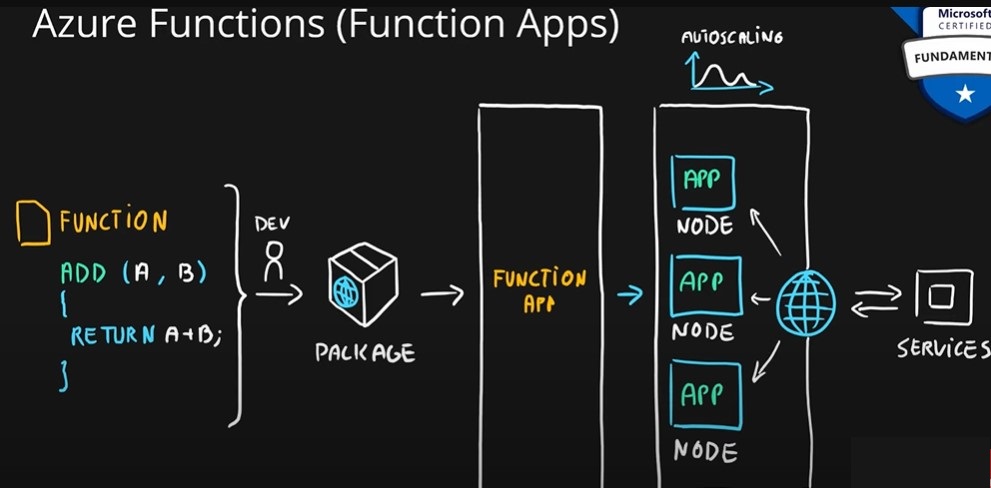 Azure Functions (Function Apps)
AUTOSCALING
Microsoft
CERTIFIED
FUNDAMENT
FUNCTION
ADD (A, B)
{
RETURN A+B;
}
DEV
PACKAGE
FUNCTION
APP
APP
NODE
APP
NODE
APP
NODE
SERVICES